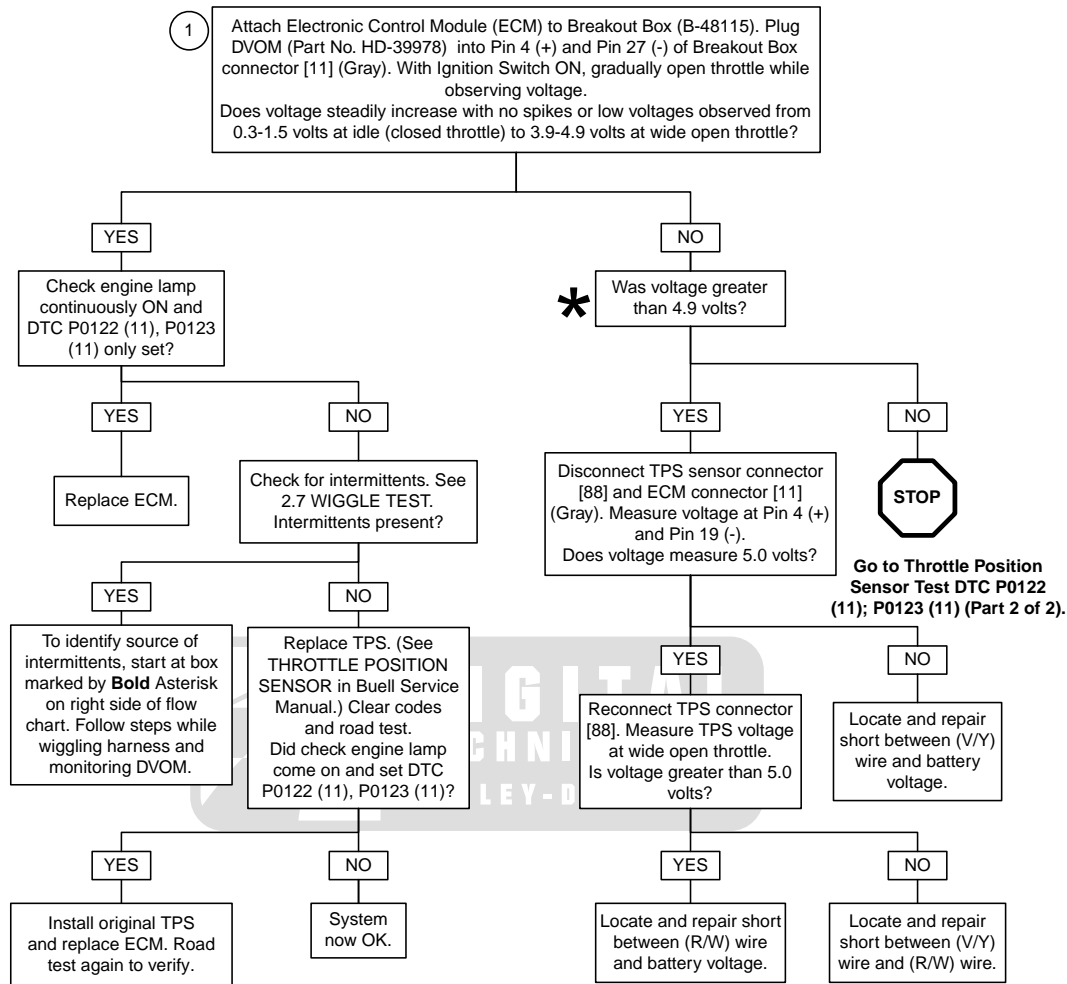 1
Attach Electronic Control Module (ECM) to Breakout Box (B-48115). Plug
DVOM (Part No. HD-39978) into Pin 4 (+) and Pin 27 (-) of Breakout Box
connector [11] (Gray). With Ignition Switch ON, gradually open throttle while
observing voltage.
Does voltage steadily increase with no spikes or low voltages observed from
0.3-1.5 volts at idle (closed throttle) to 3.9-4.9 volts at wide open throttle?
YES
NO
Check engine lamp
continuously ON and
DTC P0122 (11), P0123
(11) only set?
*
Was voltage greater
than 4.9 volts?
YES
NO
YES
NO
Replace ECM.
Check for intermittents. See
2.7 WIGGLE TEST.
Intermittents present?
Disconnect TPS sensor connector
[88] and ECM connector [11]
(Gray). Measure voltage at Pin 4 (+)
and Pin 19 (-).
Does voltage measure 5.0 volts?
STOP
Go to Throttle Position
Sensor Test DTC P0122
(11); P0123 (11) (Part 2 of 2).
YES
NO
YES
NO
To identify source of
intermittents, start at box
marked by Bold Asterisk
on right side of flow
chart. Follow steps while
wiggling harness and
monitoring DVOM.
Replace TPS. (See
THROTTLE POSITION
SENSOR in Buell Service
Manual.) Clear codes
and road test.
Did check engine lamp
come on and set DTC
P0122 (11), P0123 (11)?
Reconnect TPS connector
[88]. Measure TPS voltage
at wide open throttle.
Is voltage greater than 5.0
volts?
Locate and repair
short between (V/Y)
wire and battery
voltage.
IGITAL
CHNI
LEY-D
YES
NO
YES
NO
Install original TPS
and replace ECM. Road
test again to verify.
System
now OK.
Locate and repair short
between (R/W) wire
and battery voltage.
Locate and repair
short between (V/Y)
wire and (R/W) wire.